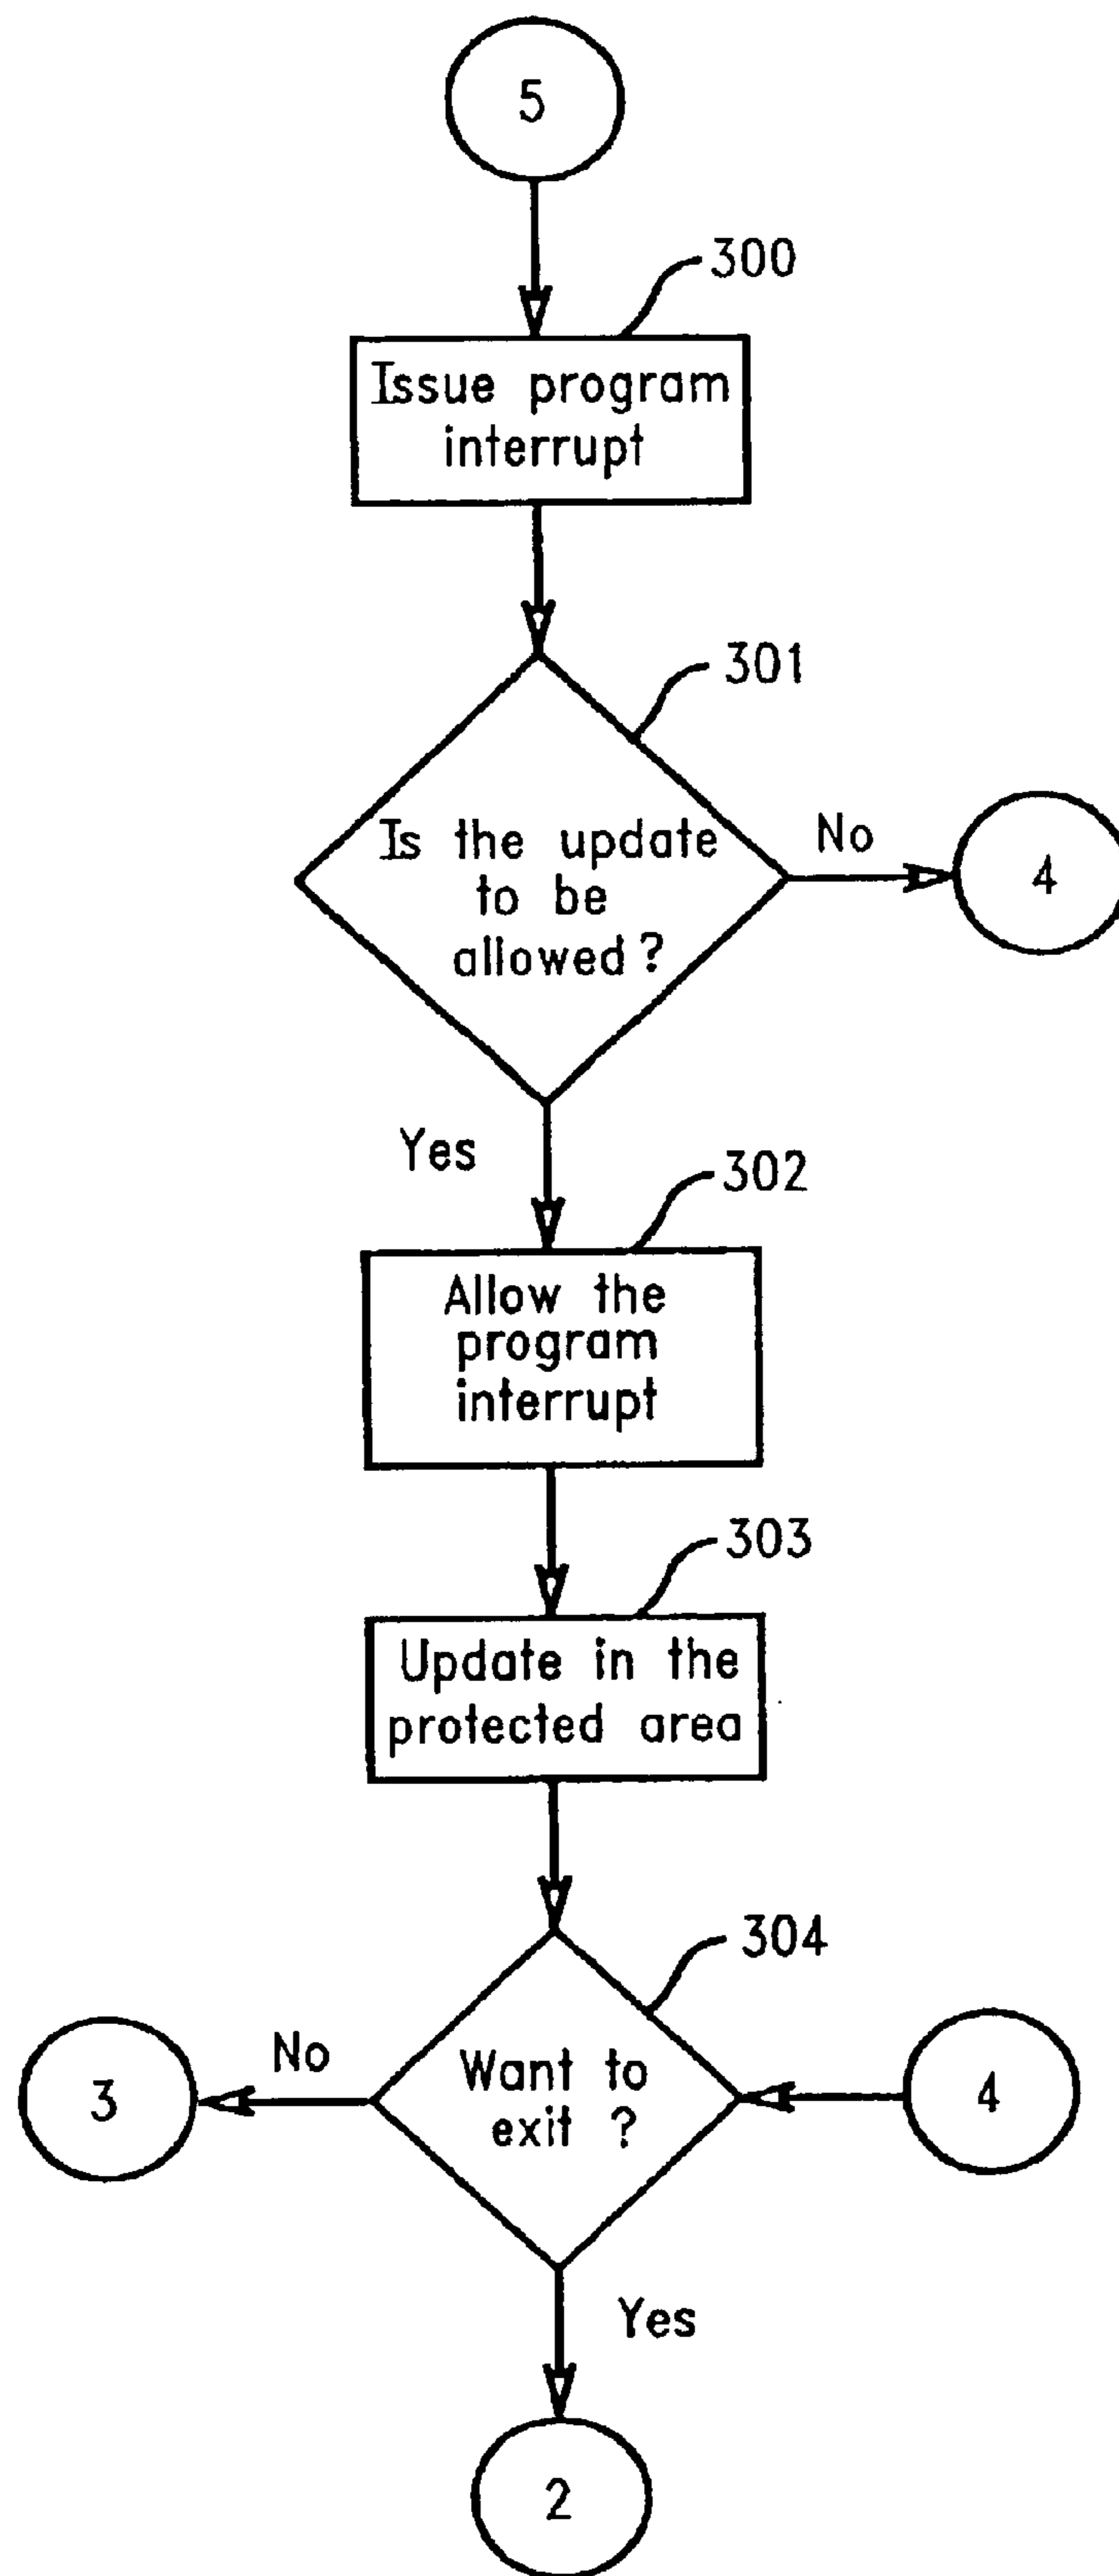 5
300
Issue program
interrupt
301
Is the update
to be
allowed?
No
4
Yes
302
Allow the
program
interrupt
303
Update in the
protected area
304
Want to
exit ?
No
3
4
Yes
2